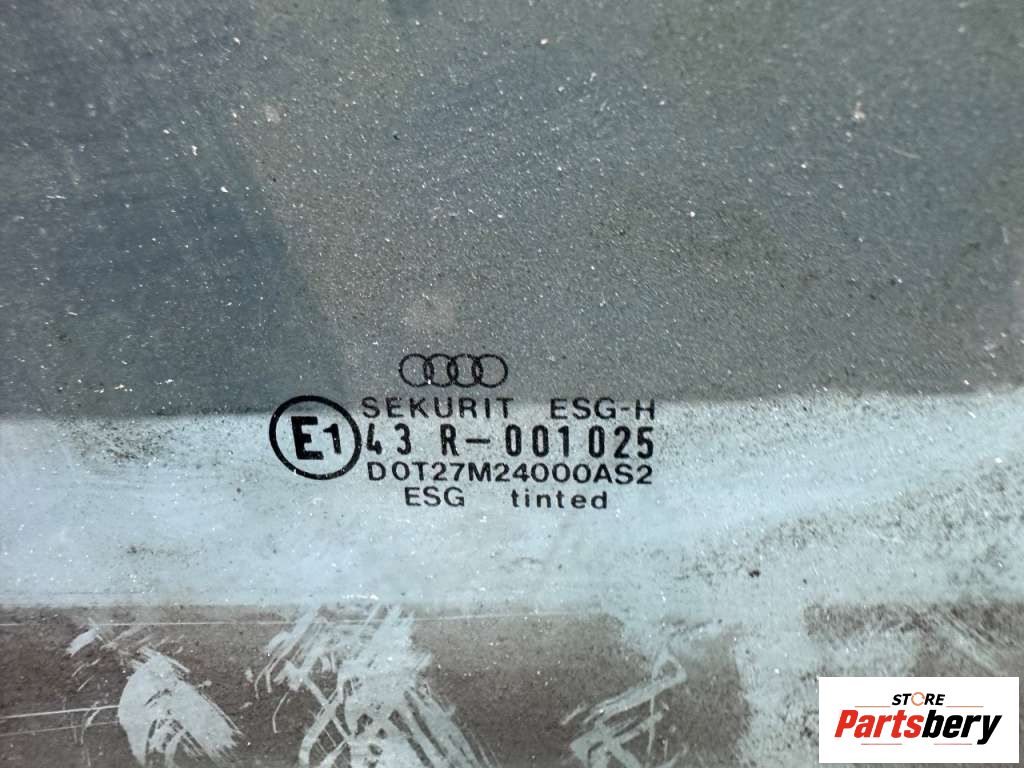 SEKURIT ESG-H
E1 43 R-001025
DOT27M24000AS2
ESG tinted
STORE
Partsbery